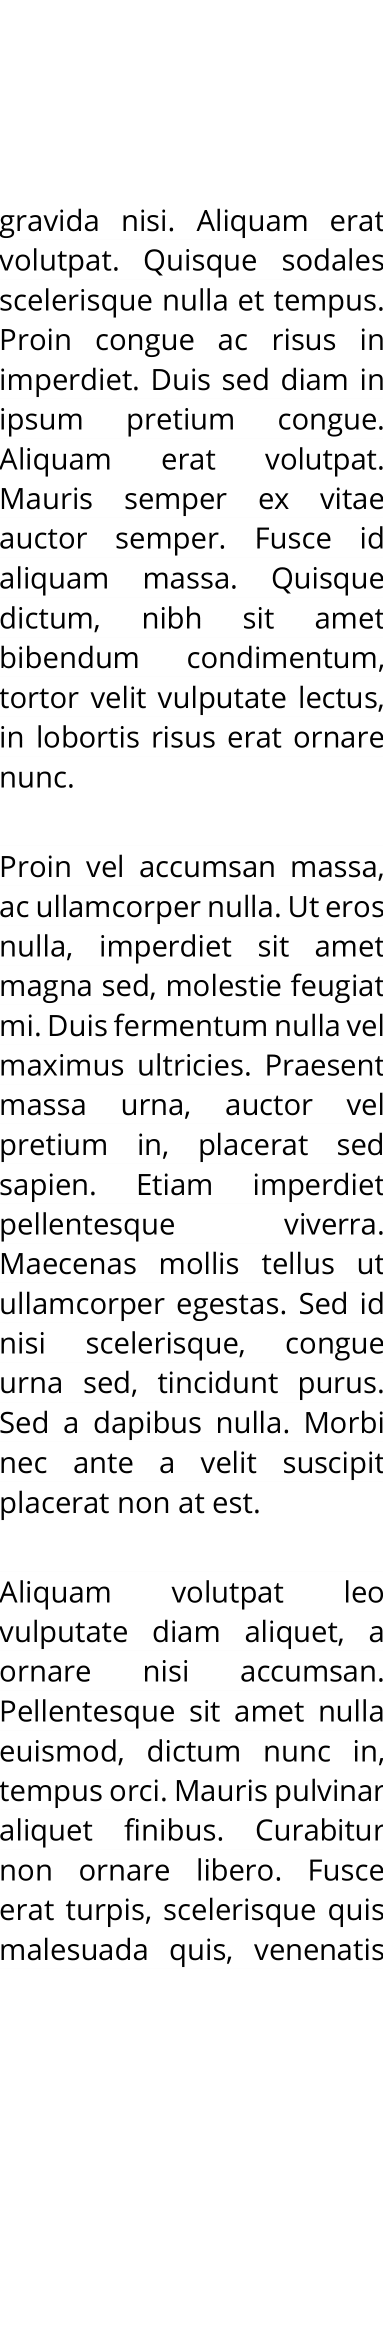 gravida nisi. Aliquam erat
volutpat. Quisque sodales
scelerisque nulla et tempus.
Proin congue ac risus in
imperdiet. Duis sed diam in
ipsum pretium congue.
Aliquam erat volutpat.
Mauris semper ex vitae
auctor semper. Fusce id
aliquam massa. Quisque
dictum, nibh sit amet
bibendum condimentum,
tortor velit vulputate lectus,
in lobortis risus erat ornare
nunc.
Proin vel accumsan massa,
ac ullamcorper nulla. Ut eros
nulla, imperdiet sit amet
magna sed, molestie feugiat
mi. Duis fermentum nulla vel
maximus ultricies. Praesent
massa urna, auctor vel
pretium in, placerat sed
sapien. Etiam imperdiet
pellentesque viverra.
Maecenas mollis tellus ut
ullamcorper egestas. Sed id
nisi scelerisque, congue
urna sed, tincidunt purus.
Sed a dapibus nulla. Morbi
nec ante a velit suscipit
placerat non at est.
Aliquam volutpat leo
vulputate diam aliquet, a
ornare nisi accumsan.
Pellentesque sit amet nulla
euismod, dictum nunc in,
tempus orci. Mauris pulvinar
aliquet finibus. Curabitur
non ornare libero. Fusce
erat turpis, scelerisque quis
malesuada quis, venenatis